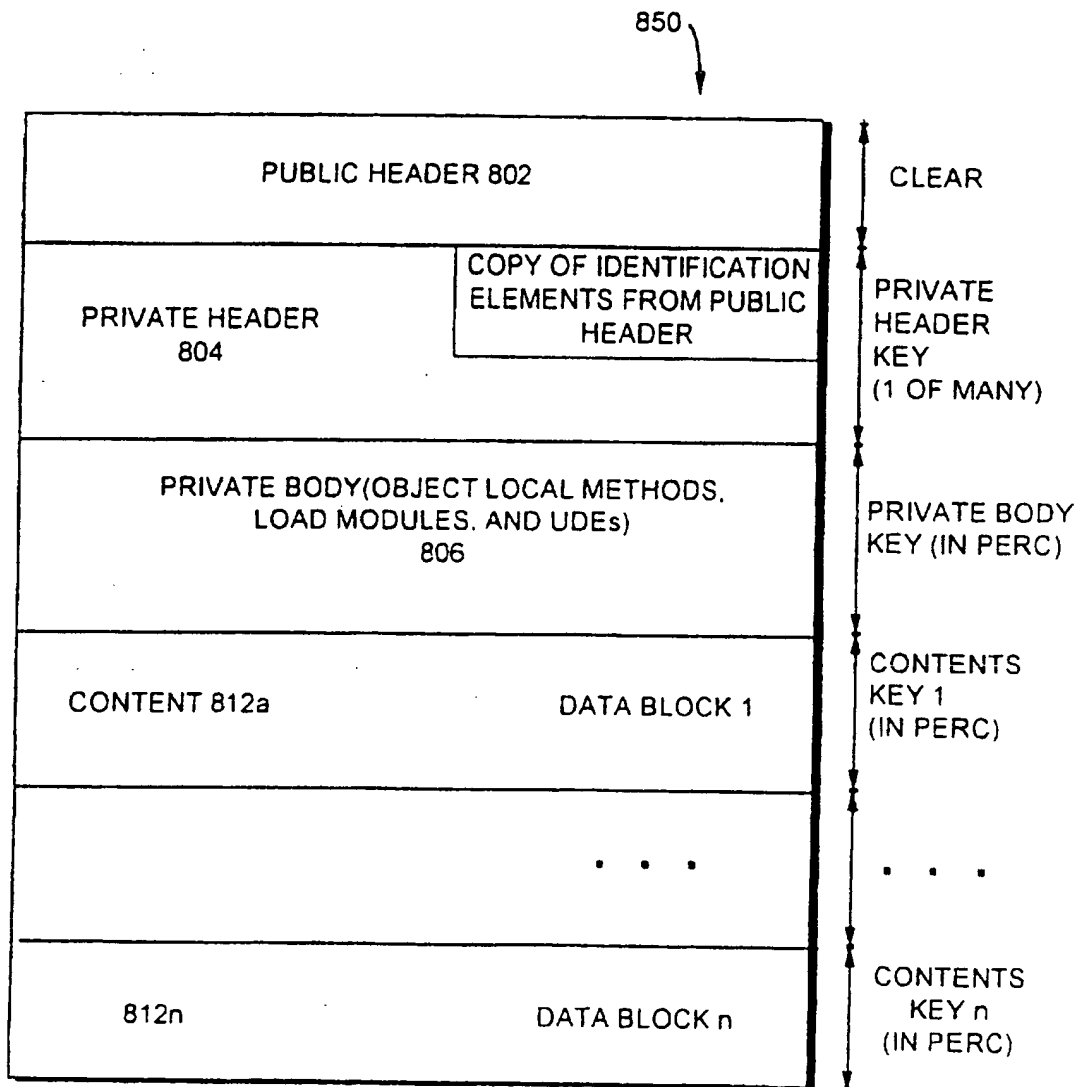 850
PUBLIC HEADER 802
CLEAR
PRIVATE HEADER
804
COPY OF IDENTIFICATION
ELEMENTS FROM PUBLIC
HEADER
PRIVATE
HEADER
KEY
(1 OF MANY)
PRIVATE BODY(OBJECT LOCAL METHODS,
LOAD MODULES, AND UDEs)
806
PRIVATE BODY
KEY (IN PERC)
CONTENT 812a
DATA BLOCK 1
CONTENTS
KEY 1
(IN PERC)
. . .
. . .
812n
DATA BLOCK n
CONTENTS
KEY n
(IN PERC)